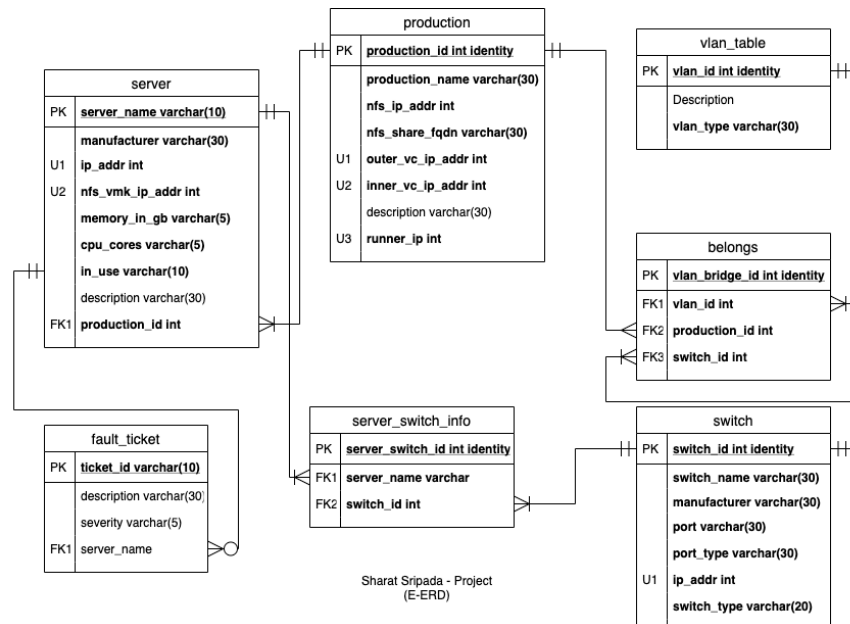 production
PK production_id int identity
production_name varchar(30)
nfs_ip_addr int
nfs_share_fqdn varchar(30)
U1 outer_vc_ip_addr int
U2 inner_vc_ip_addr int
description varchar(30)
U3 runner_ip int
vlan_table
PK vlan_id int identity
Description
vlan_type varchar(30)
server
PK server_name varchar(10)
manufacturer varchar(30)
U1 ip_addr int
U2 nfs_vmk_ip_addr int
memory_in_gb varchar(5)
cpu_cores varchar(5)
in_use varchar(10)
description varchar(30)
FK1 production_id int
belongs
PK vlan_bridge_id int identity
FK1 vlan_id int
FK2 production_id int
FK3 switch_id int
fault_ticket
PK ticket_id varchar(10)
description varchar(30)
severity varchar(5)
FK1 server_name
server_switch_info
PK server_switch_id int identity
FK1 server_name varchar
FK2 switch_id int
switch
PK switch_id int identity
switch_name varchar(30)
manufacturer varchar(30)
port varchar(30)
port_type varchar(30)
U1 ip_addr int
switch_type varchar(20)
Sharat Sripada - Project
(E-ERD)